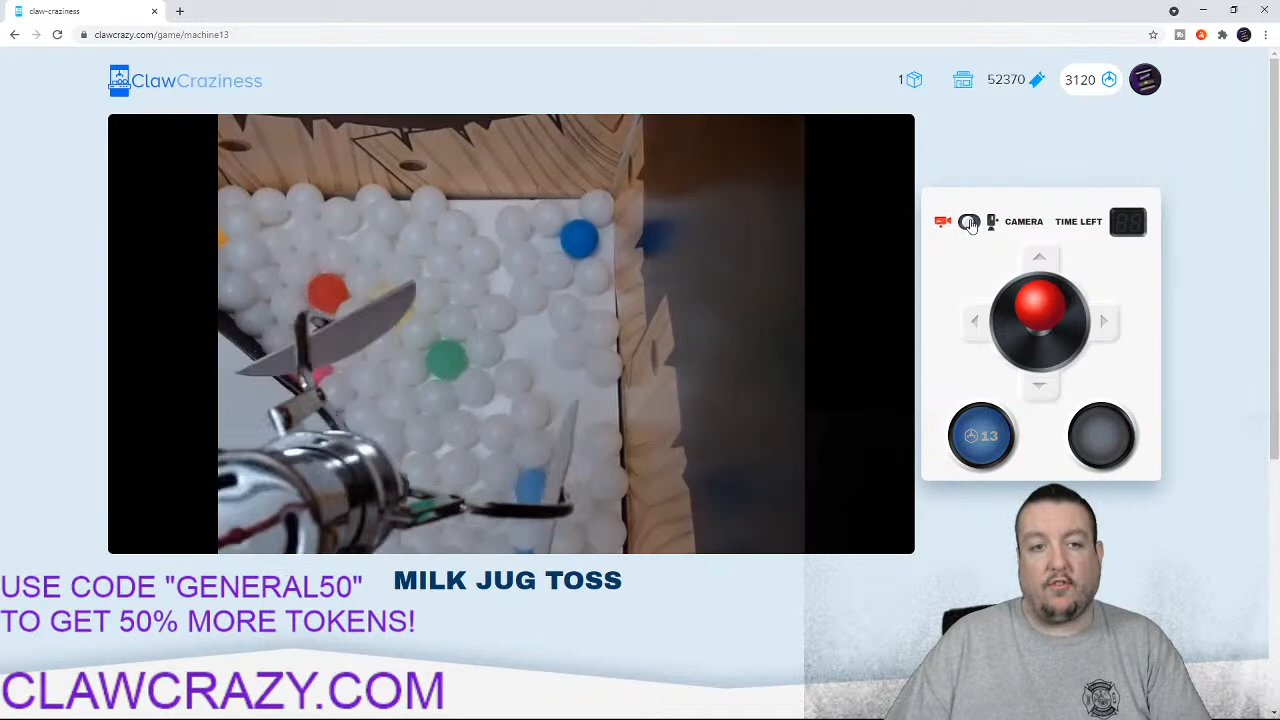 claw-craziness
clawcrazy.com/game/machine13
ClawCraziness
1
52370
3120
CAMERA
TIME LEFT
13
MILK JUG TOSS
USE CODE "GENERAL50"
TO GET 50% MORE TOKENS!
CLAWCRAZY.COM